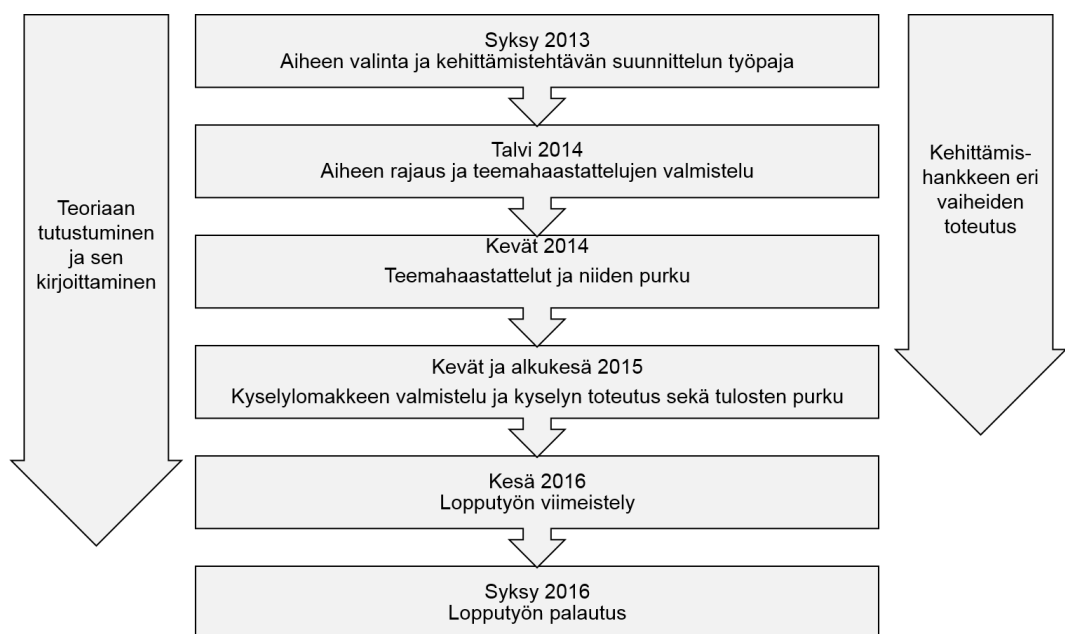 Syksy 2013
Aiheen valinta ja kehittämistehtävän suunnittelun työpaja
Talvi 2014
Aiheen rajaus ja teemahaastattelujen valmistelu
Kevät 2014
Teemahaastattelut ja niiden purku
Kevät ja alkukesä 2015
Kyselylomakkeen valmistelu ja kyselyn toteutus sekä tulosten purku
Kesä 2016
Lopputyön viimeistely
Syksy 2016
Lopputyön palautus
Teoriaan
tutustuminen
ja sen
kirjoittaminen
Kehittämis-
hankkeen eri
vaiheiden
toteutus